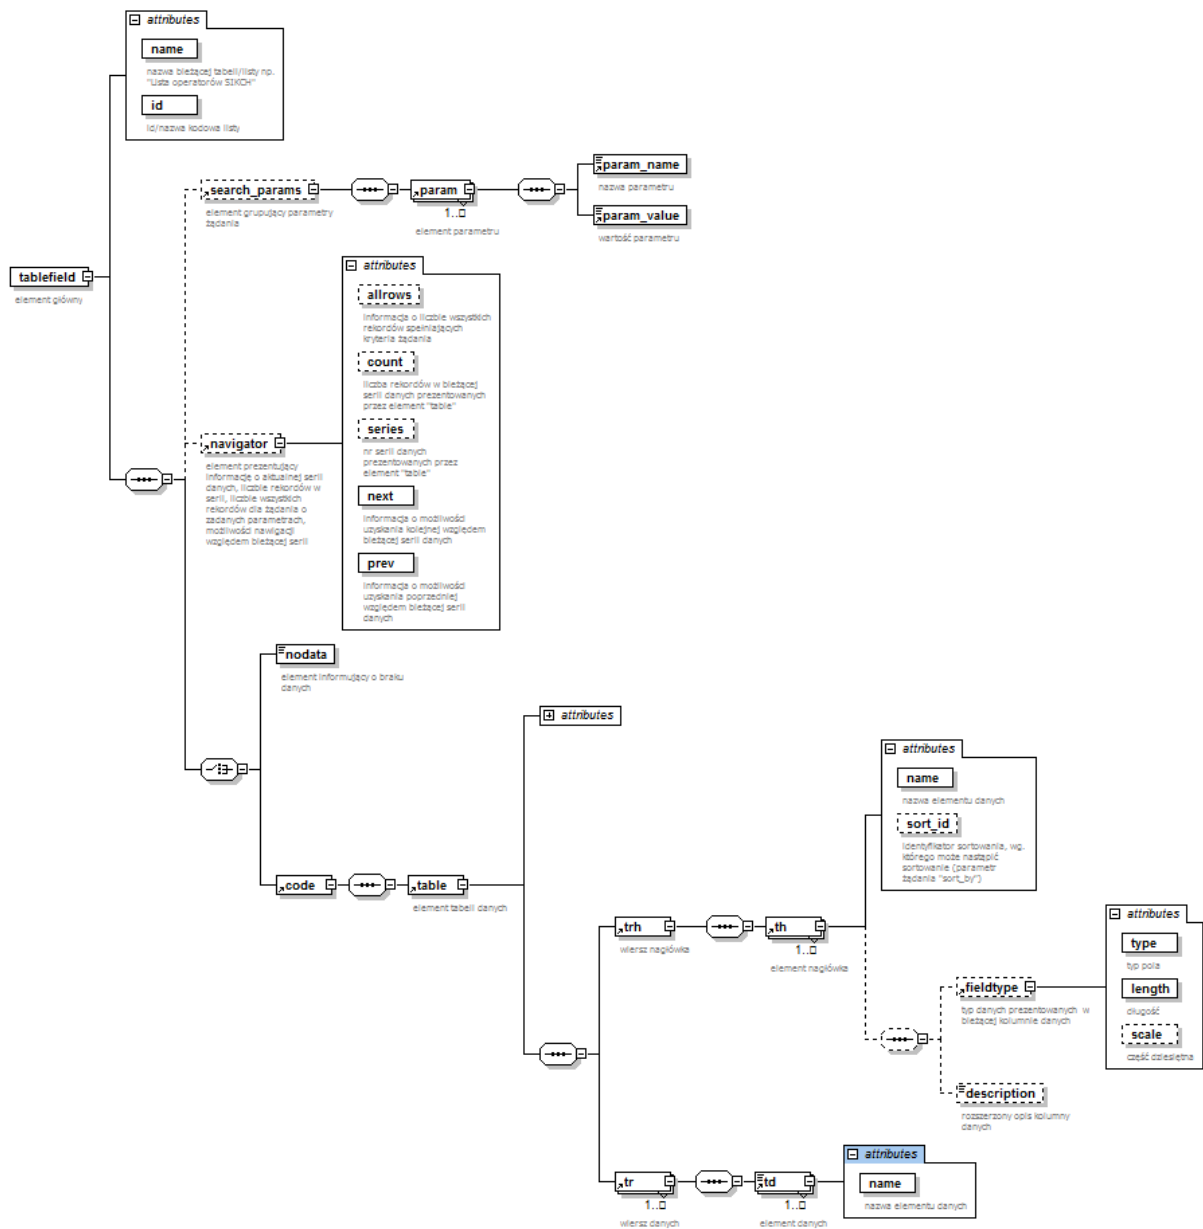 attributes
name
nazwa bieżącej tabeli/listy np.
"Lista operatorów SIKCH"
id
id/nazwa kodowa listy
search_params
element grupujący parametry
żądania
param
1..
element parametru
param_name
nazwa parametru
param_value
wartość parametru
tablefield
element główny
attributes
allrows
informacja o liczbie wszystkich
rekordów spełniających
kryteria żądania
count
liczba rekordów w bieżącej
serii danych prezentowanych
przez element "table"
series
nr serii danych
prezentowanych przez
element "table"
next
informacja o możliwości
uzyskania kolejnej względem
bieżącej serii danych
prev
informacja o możliwości
uzyskania poprzedniej
względem bieżącej serii
danych
navigator
element prezentujący
informację o aktualnej serii
danych, liczbie rekordów w
serii, liczbie wszystkich
rekordów dla żądania o
zadanych parametrach,
możliwości nawigacji
względem bieżącej serii
nodata
element informujący o braku
danych
code
table
element tabeli danych
attributes
trh
wiersz nagłówka
th
1..
element nagłówka
attributes
name
nazwa elementu danych
sort_id
identyfikator sortowania, wg.
którego może nastąpić
sortowanie (parametr
żądania "sort_by")
fieldtype
typ danych prezentowanych w
bieżącej kolumnie danych
attributes
type
typ pola
length
długość
scale
część dziesiętna
description
rozszerzony opis kolumny
danych
tr
1..
wiersz danych
td
1..
element danych
attributes
name
nazwa elementu danych